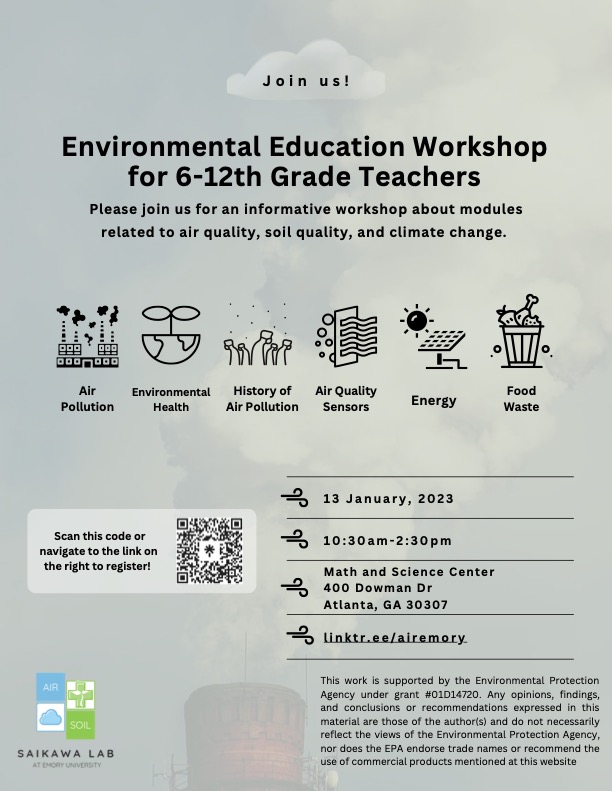 Join us!
Environmental Education Workshop
for 6-12th Grade Teachers
Please join us for an informative workshop about modules
related to air quality, soil quality, and climate change.
Air
Pollution
Environmental
Health
History of
Air Pollution
Air Quality
Sensors
Energy
Food
Waste
Scan this code or
navigate to the link on
the right to register!
13 January, 2023
10:30am-2:30pm
Math and Science Center
400 Dowman Dr
Atlanta, GA 30307
linktr.ee/airemory
AIR
SOIL
SAIKAWA LAB
AT EMORY UNIVERSITY
This work is supported by the Environmental Protection
Agency under grant #01D14720. Any opinions, findings,
and conclusions or recommendations expressed in this
material are those of the author(s) and do not necessarily
reflect the views of the Environmental Protection Agency,
nor does the EPA endorse trade names or recommend the
use of commercial products mentioned at this website